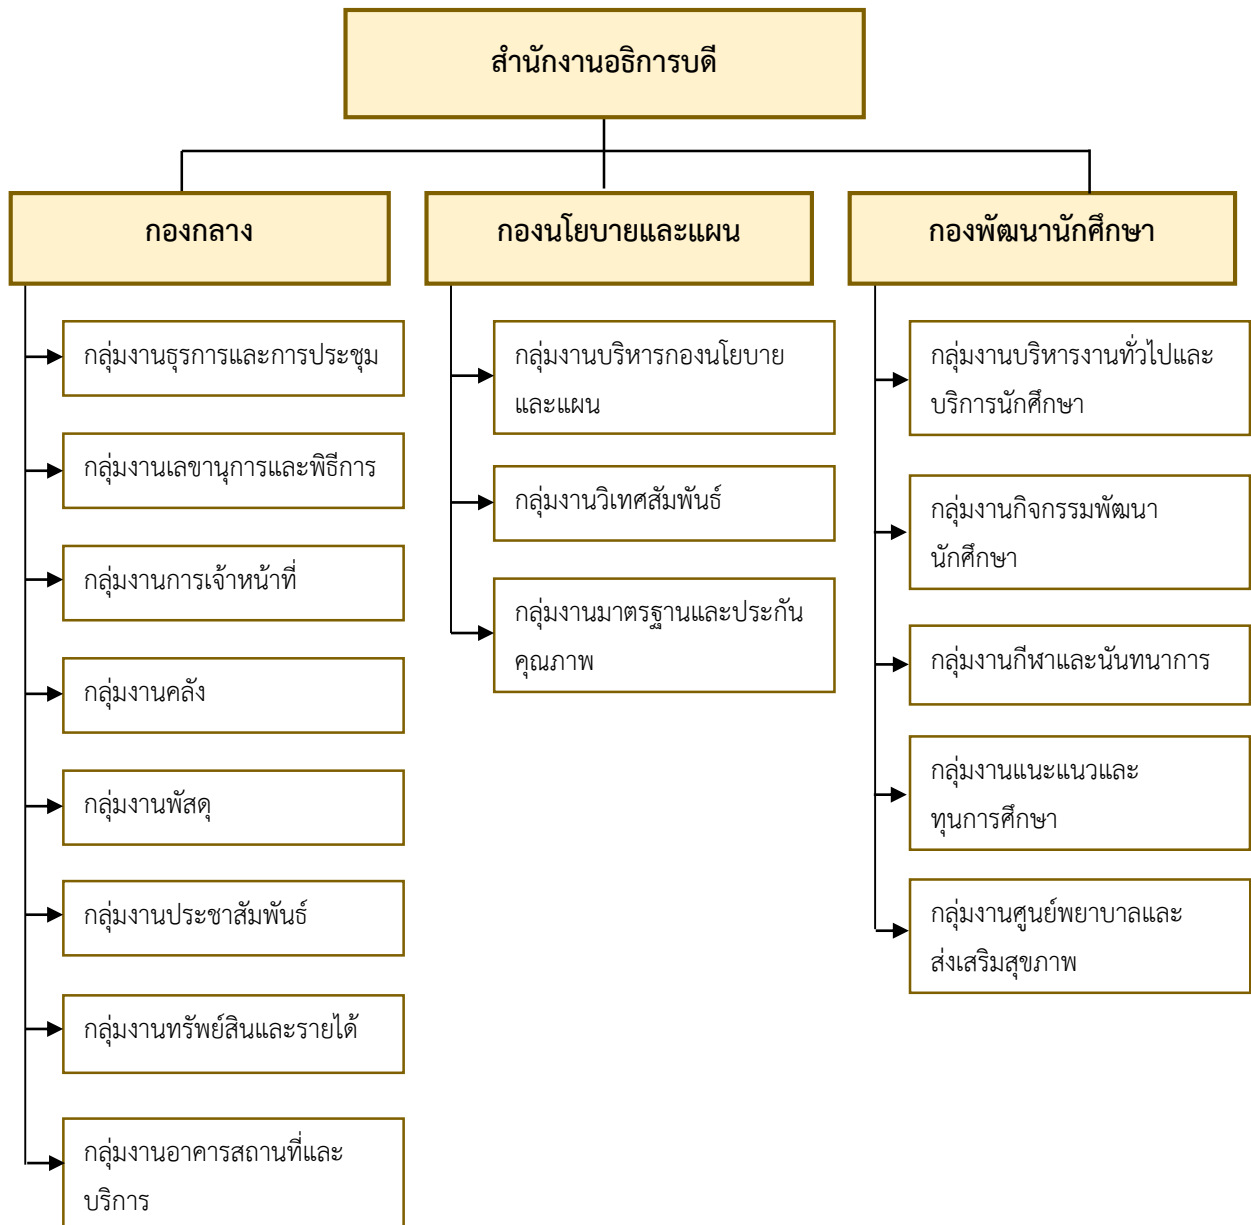 สำนักงานอธิการบดี
กองกลาง
กลุ่มงานธุรการและการประชุม
กลุ่มงานเลขานุการและพิธีการ
กลุ่มงานการเจ้าหน้าที่
กลุ่มงานคลัง
กลุ่มงานพัสดุ
กลุ่มงานประชาสัมพันธ์
กลุ่มงานทรัพย์สินและรายได้
กลุ่มงานอาคารสถานที่และ
บริการ
กองนโยบายและแผน
กลุ่มงานบริหารกองนโยบาย
และแผน
กลุ่มงานวิเทศสัมพันธ์
กลุ่มงานมาตรฐานและประกัน
คุณภาพ
กองพัฒนานักศึกษา
กลุ่มงานบริหารงานทั่วไปและ
บริการนักศึกษา
กลุ่มงานกิจกรรมพัฒนา
นักศึกษา
กลุ่มงานกีฬาและนันทนาการ
กลุ่มงานแนะแนวและ
ทุนการศึกษา
กลุ่มงานศูนย์พยาบาลและ
ส่งเสริมสุขภาพ